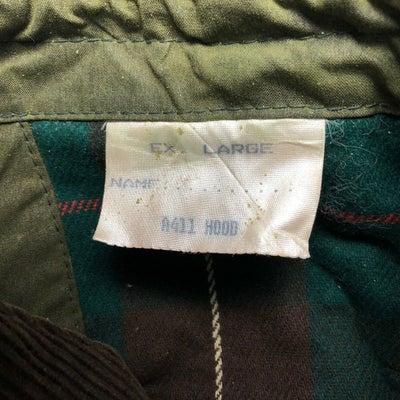 EX. LARGE
NAME..........
A411 HOOD